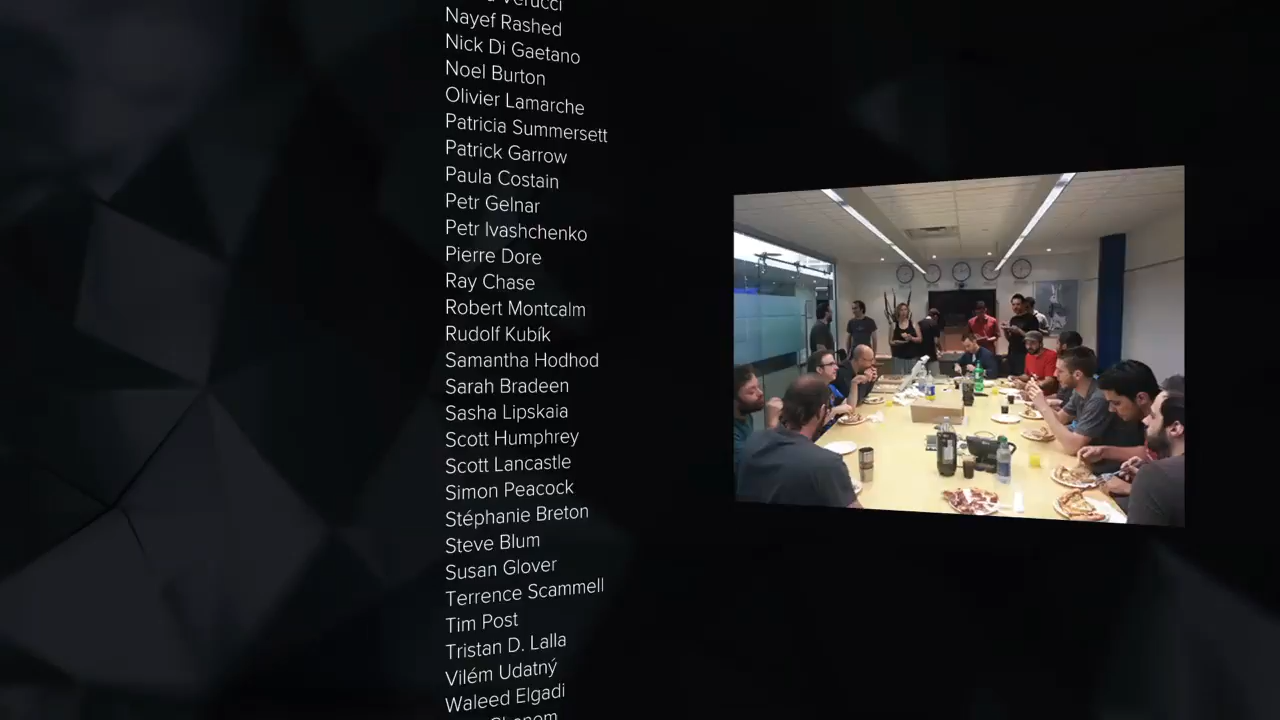 Verucci
Nayef Rashed
Nick Di Gaetano
Noel Burton
Olivier Lamarche
Patricia Summersett
Patrick Garrow
Paula Costain
Petr Gelnar
Petr Ivashchenko
Pierre Dore
Ray Chase
Robert Montcalm
Rudolf Kubík
Samantha Hodhod
Sarah Bradeen
Sasha Lipskaia
Scott Humphrey
Scott Lancastle
Simon Peacock
Stéphanie Breton
Steve Blum
Susan Glover
Terrence Scammell
Tim Post
Tristan D. Lalla
Vilém Udatný
Waleed Elgadi